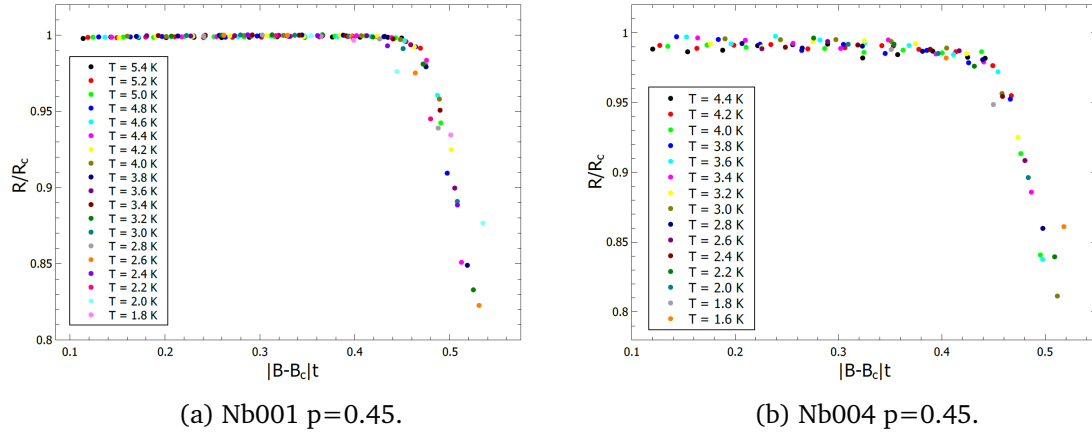 1
0.95
0.9
0.85
0.8
R/Rc
T = 5.4 K
T = 5.2 K
T = 5.0 K
T = 4.8 K
T = 4.6 K
T = 4.4 K
T = 4.2 K
T = 4.0 K
T = 3.8 K
T = 3.6 K
T = 3.4 K
T = 3.2 K
T = 3.0 K
T = 2.8 K
T = 2.6 K
T = 2.4 K
T = 2.2 K
T = 2.0 K
T = 1.8 K
0.1 0.2 0.3 0.4 0.5
|B-Bc|t
(a) Nb001 p=0.45.
1
0.95
0.9
0.85
0.8
R/Rc
T = 4.4 K
T = 4.2 K
T = 4.0 K
T = 3.8 K
T = 3.6 K
T = 3.4 K
T = 3.2 K
T = 3.0 K
T = 2.8 K
T = 2.6 K
T = 2.4 K
T = 2.2 K
T = 2.0 K
T = 1.8 K
T = 1.6 K
0.1 0.2 0.3 0.4 0.5
|B-Bc|t
(b) Nb004 p=0.45.